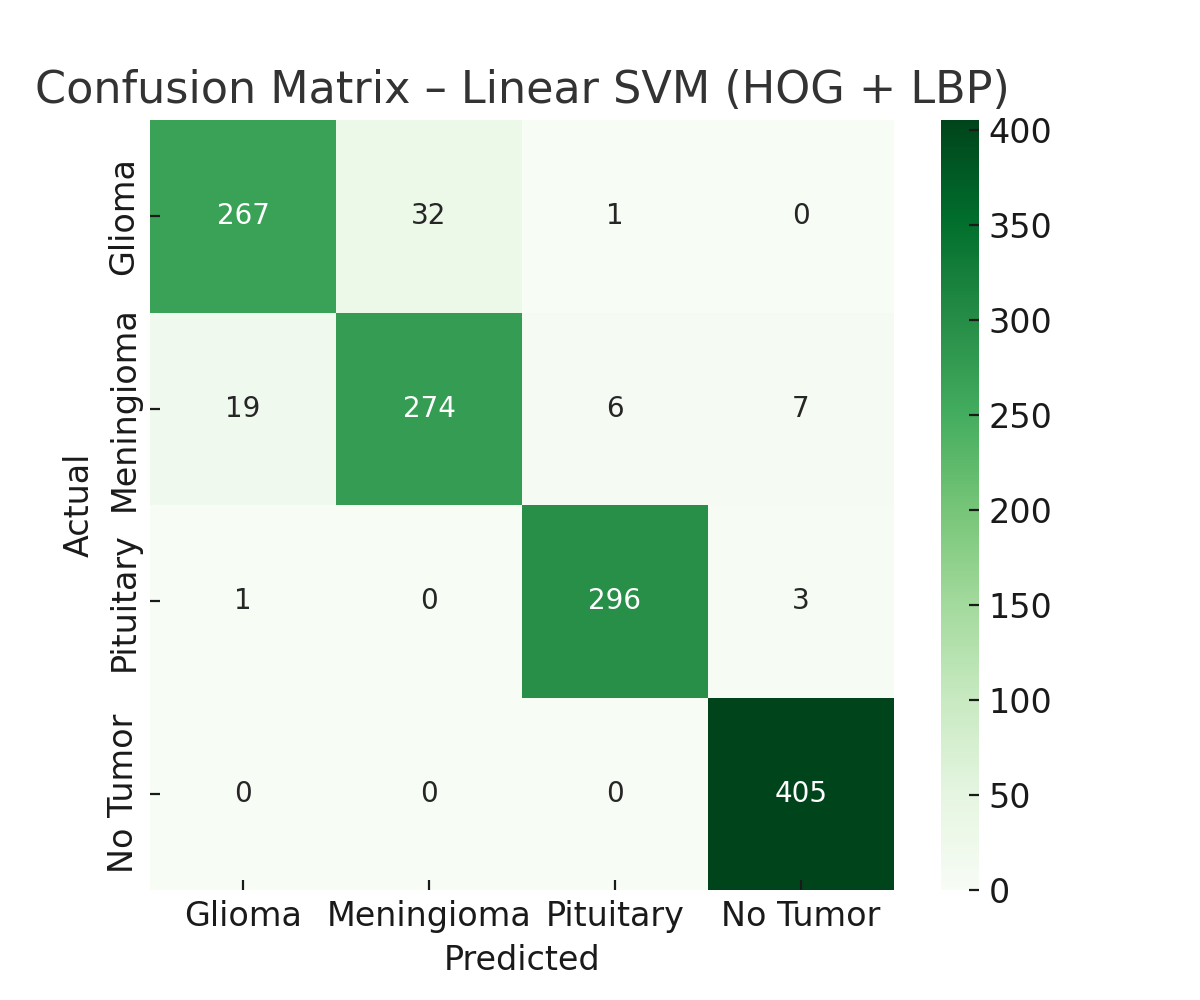 Confusion Matrix – Linear SVM (HOG + LBP)
Actual
Glioma
267 32 1 0
Meningioma
19 274 6 7
Pituitary
1 0 296 3
No Tumor
0 0 0 405
Glioma Meningioma Pituitary No Tumor
Predicted
400
350
300
250
200
150
100
50
0